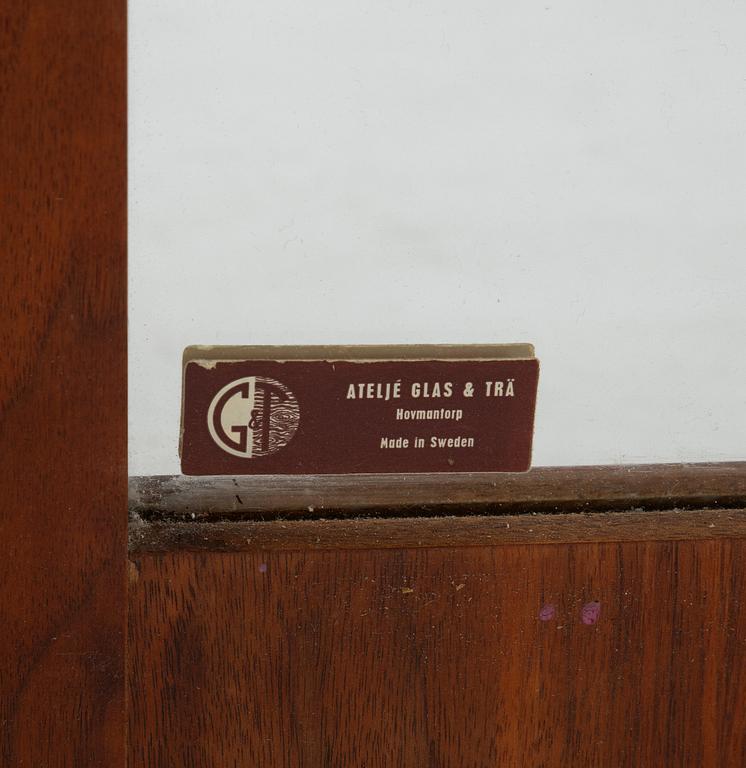 G & T
ATELJÉ GLAS & TRÄ
Hovmantorp
Made in Sweden